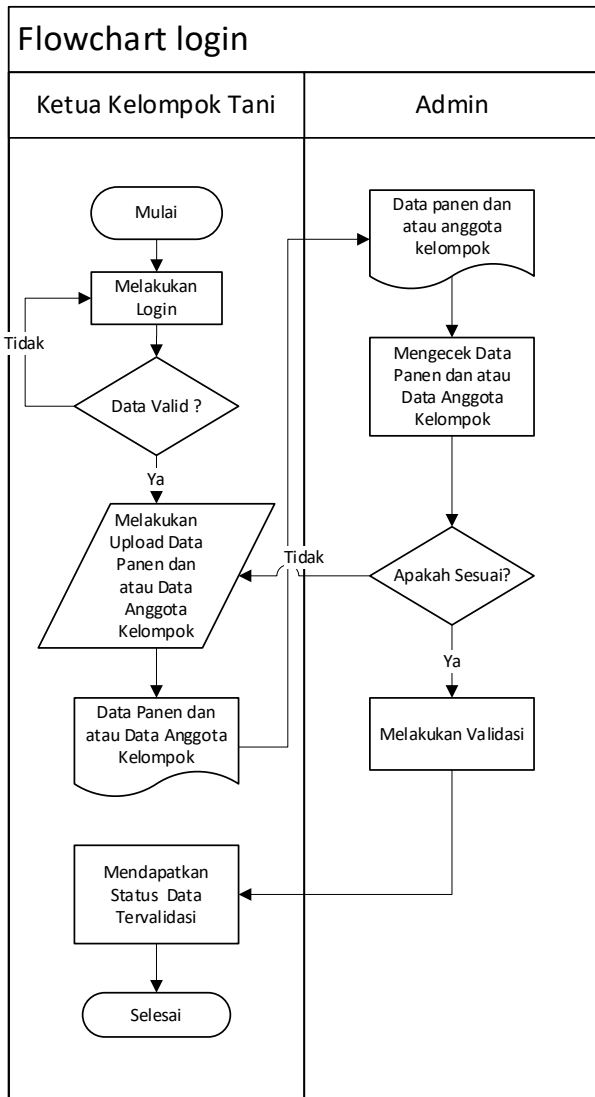 Flowchart login
Ketua Kelompok Tani
Admin
Mulai
Melakukan
Login
Tidak
Data Valid ?
Ya
Melakukan
Upload Data
Panen dan
atau Data
Anggota
Kelompok
Data Panen dan
atau Data Anggota
Kelompok
Data panen dan
atau anggota
kelompok
Mengecek Data
Panen dan atau
Data Anggota
Kelompok
Apakah Sesuai?
Tidak
Ya
Melakukan Validasi
Mendapatkan
Status Data
Tervalidasi
Selesai